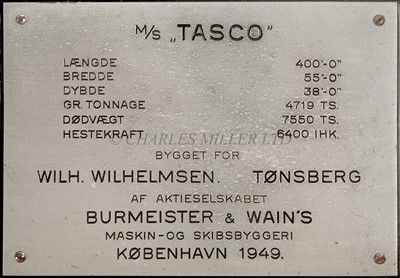 M/S „TASCO"
LÆNGDE 400'-0"
BREDDE 55'-0"
DYBDE 38'-0"
GR. TONNAGE 4719 TS.
DØDVÆGT 7550 TS.
HESTEKRAFT 6400 IHK.
© CHARLES MILLER LTD
BYGGET FOR
WILH. WILHELMSEN. TØNSBERG
AF AKTIESELSKABET
BURMEISTER & WAIN'S
MASKIN-OG SKIBSBYGGERI
KØBENHAVN 1949.